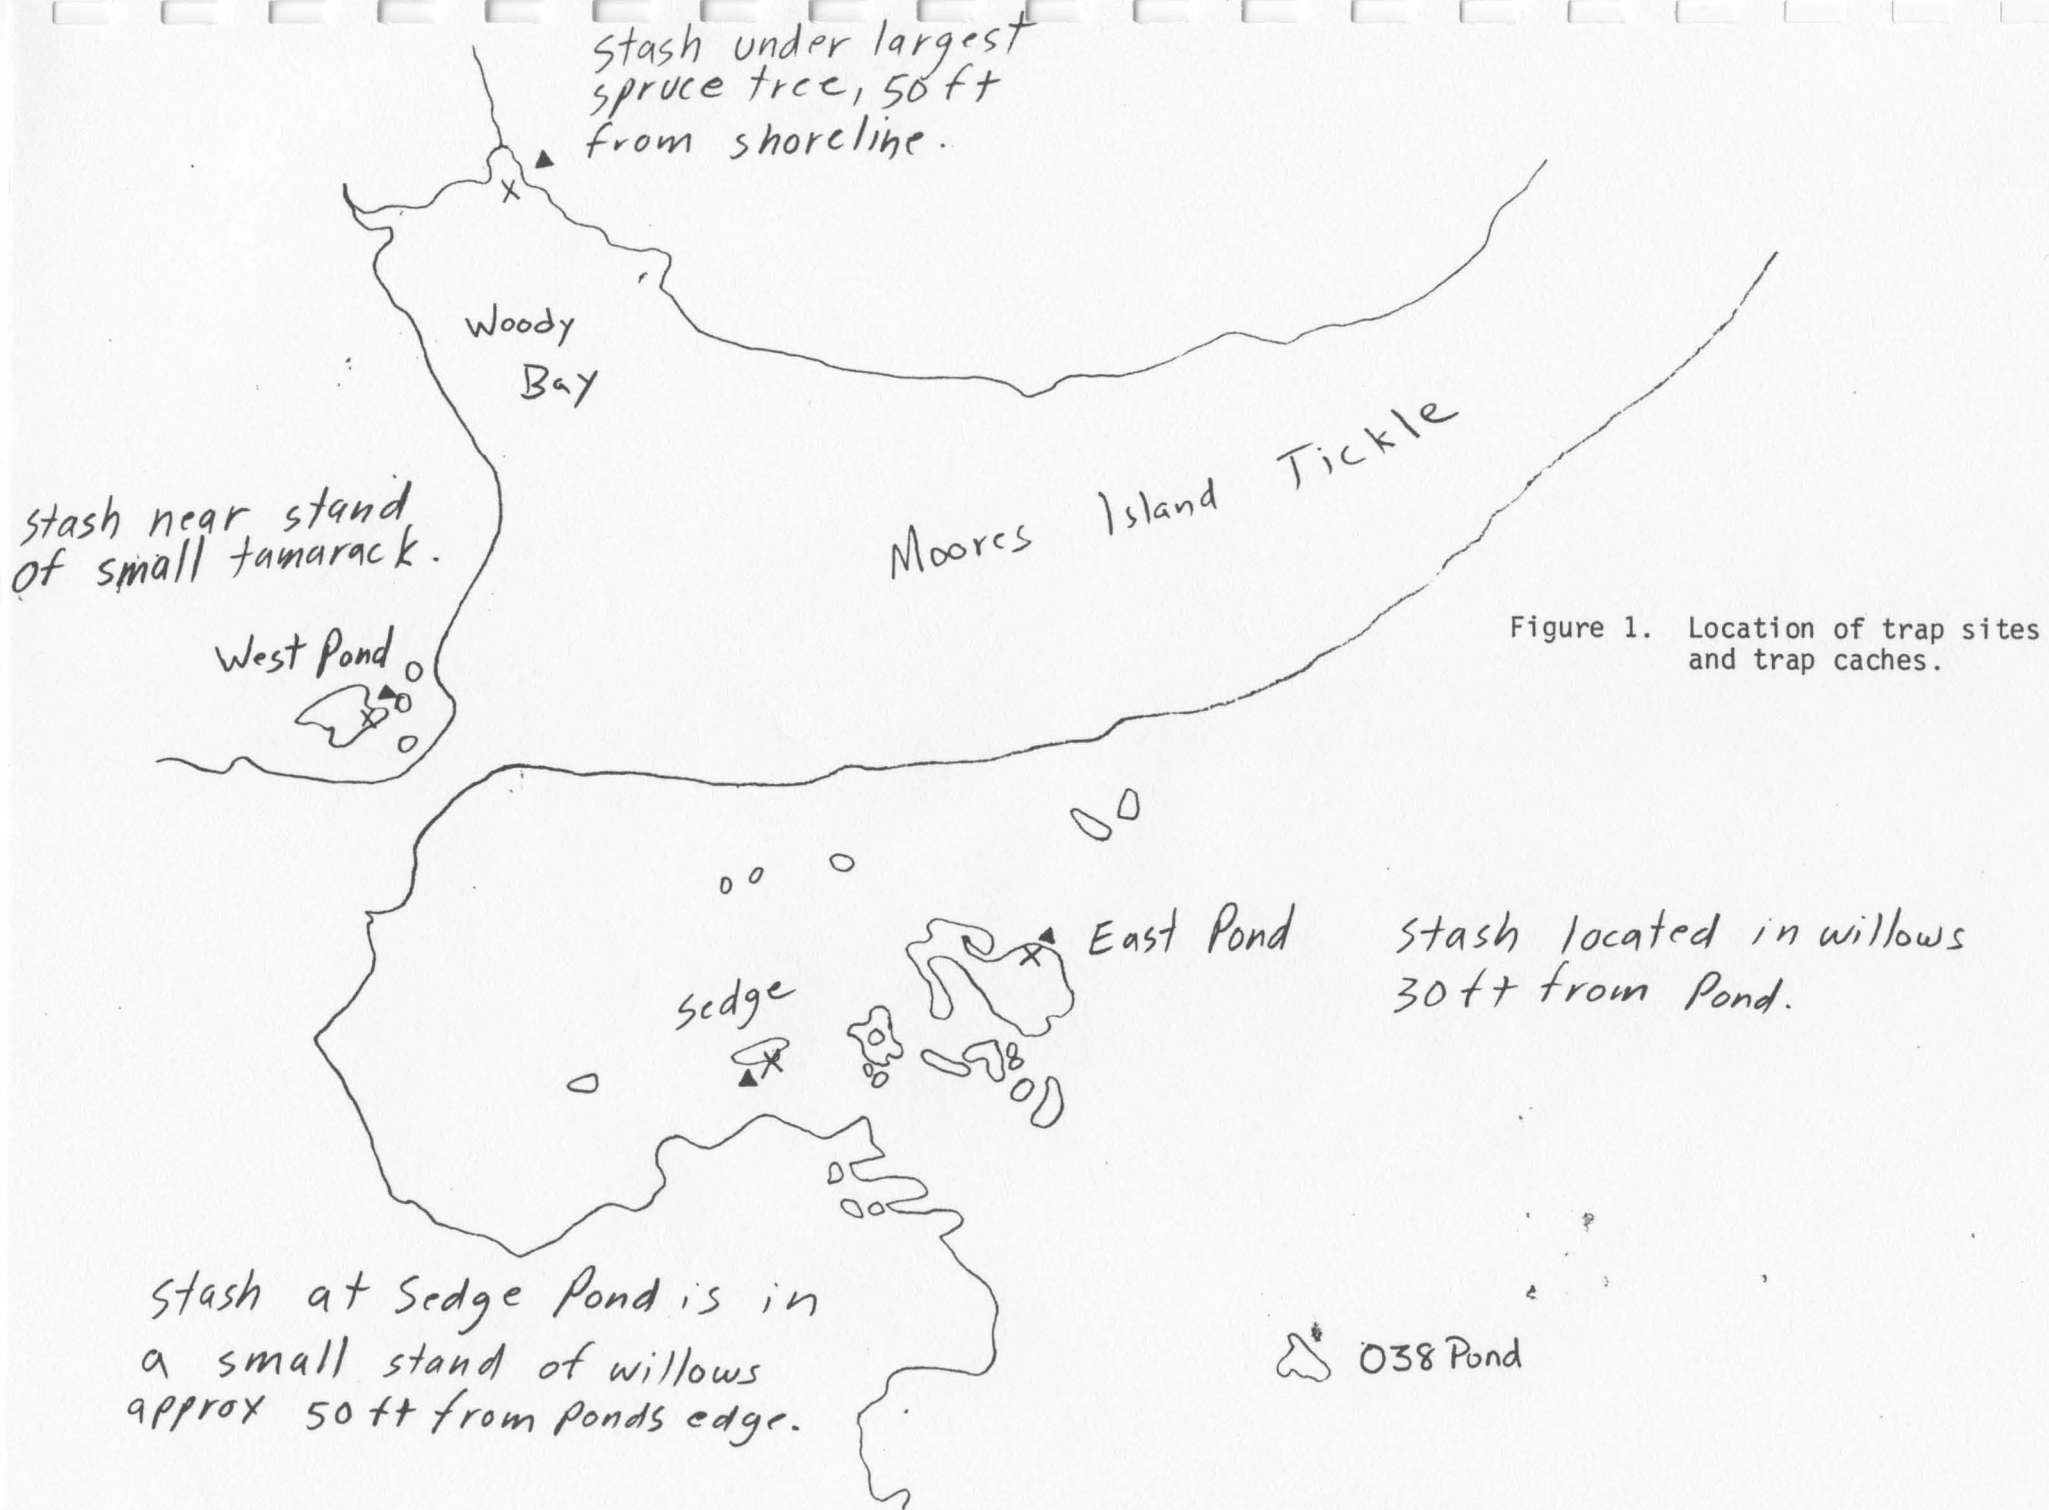 stash under largest
spruce tree, 50 ft
from shoreline.
Woody
Bay
Moores Island Tickle
stash near stand
of small tamarack.
West Pond
Figure 1. Location of trap sites
and trap caches.
East Pond
stash located in willows
30 ft from Pond.
sedge
stash at Sedge Pond is in
a small stand of willows
approx 50 ft from Ponds edge.
038 Pond